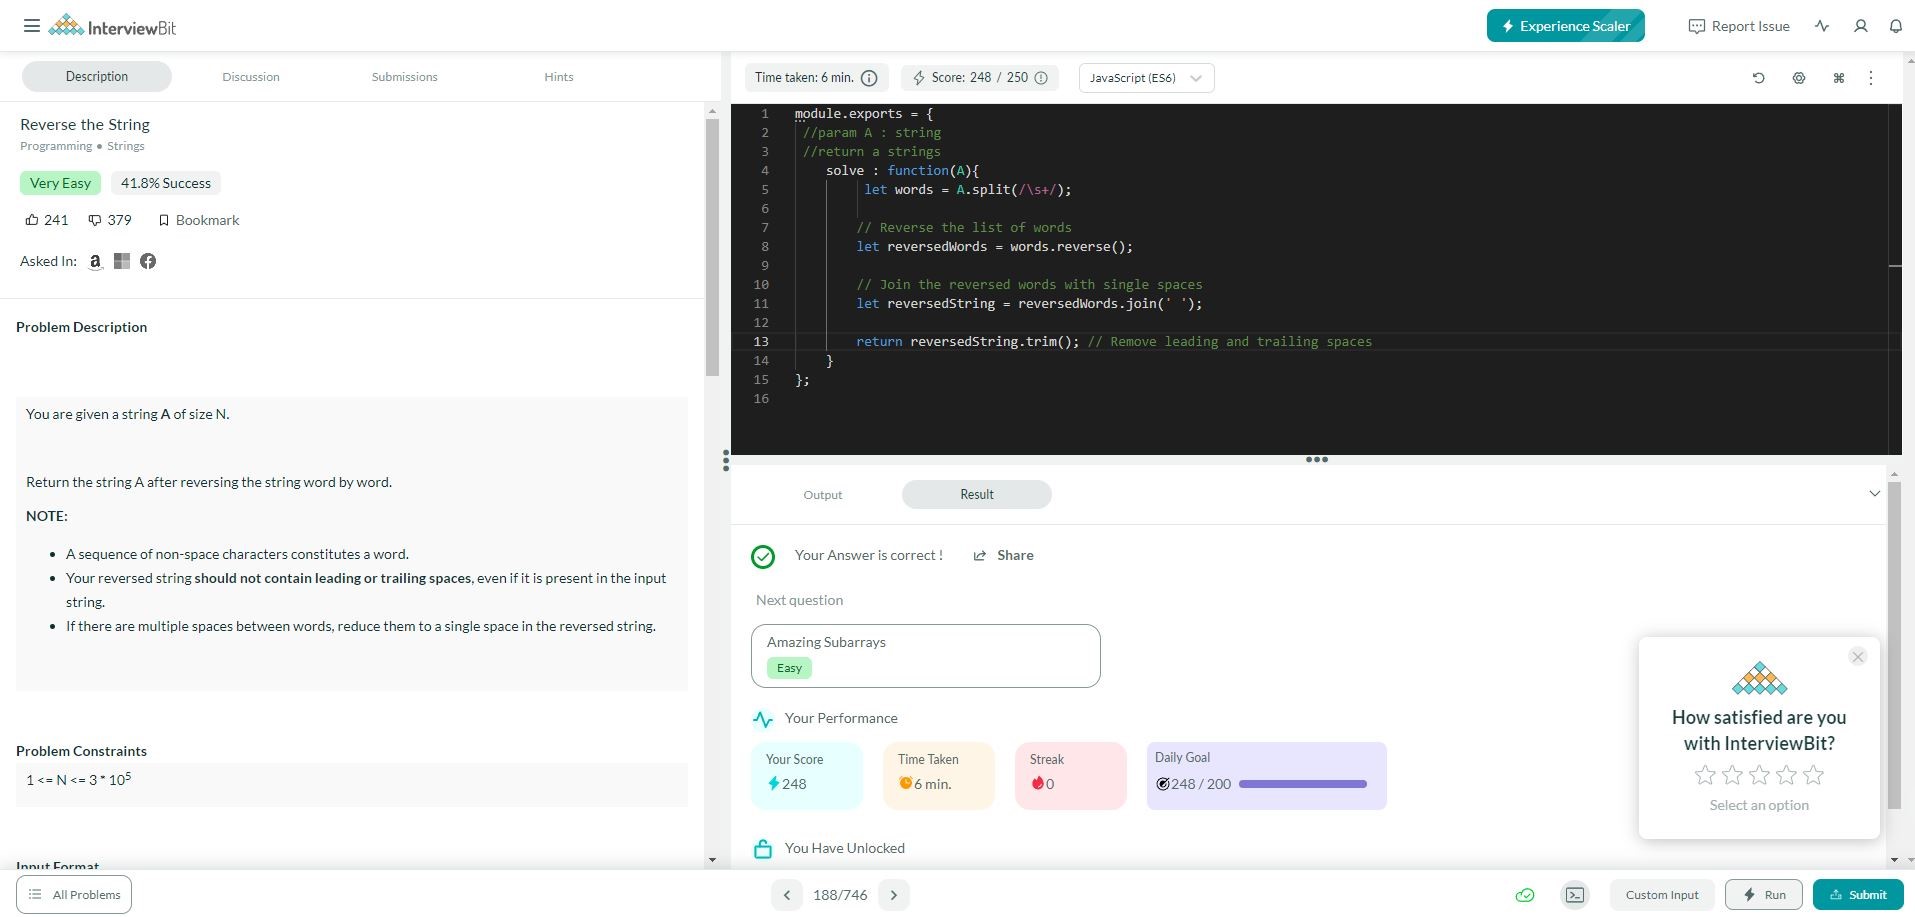 InterviewBit
Experience Scaler
Report Issue
Description
Discussion
Submissions
Hints
Reverse the String
Programming • Strings
Very Easy
41.8% Success
241
379
Bookmark
Asked In:
Problem Description
You are given a string A of size N.
Return the string A after reversing the string word by word.
NOTE:
• A sequence of non-space characters constitutes a word.
• Your reversed string should not contain leading or trailing spaces, even if it is present in the input
string.
• If there are multiple spaces between words, reduce them to a single space in the reversed string.
Problem Constraints
1 <= N <= 3 * 10^5
Input Format
Time taken: 6 min.
Score: 248 / 250
JavaScript (ES6)
1 module.exports = {
2 //param A : string
3 //return a strings
4 solve : function(A){
5 let words = A.split(/\s+/);
6
7 // Reverse the list of words
8 let reversedWords = words.reverse();
9
10 // Join the reversed words with single spaces
11 let reversedString = reversedWords.join(' ');
12
13 return reversedString.trim(); // Remove leading and trailing spaces
14 }
15 };
16
Output
Result
Your Answer is correct !
Share
Next question
Amazing Subarrays
Easy
Your Performance
Your Score
248
Time Taken
6 min.
Streak
0
Daily Goal
248 / 200
You Have Unlocked
How satisfied are you
with InterviewBit?
Select an option
All Problems
188/746
Custom Input
Run
Submit